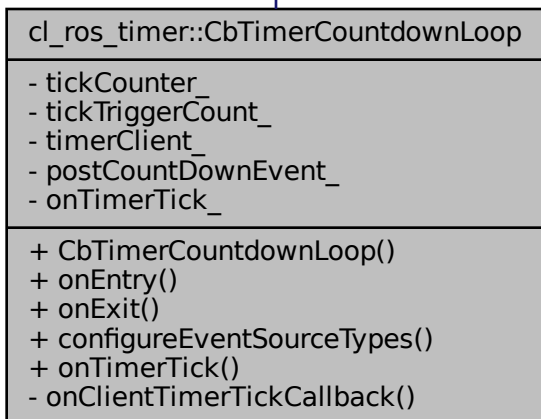 cl_ros_timer::CbTimerCountdownLoop
- tickCounter_
- tickTriggerCount_
- timerClient_
- postCountDownEvent_
- onTimerTick_
+ CbTimerCountdownLoop()
+ onEntry()
+ onExit()
+ configureEventSourceTypes()
+ onTimerTick()
- onClientTimerTickCallback()